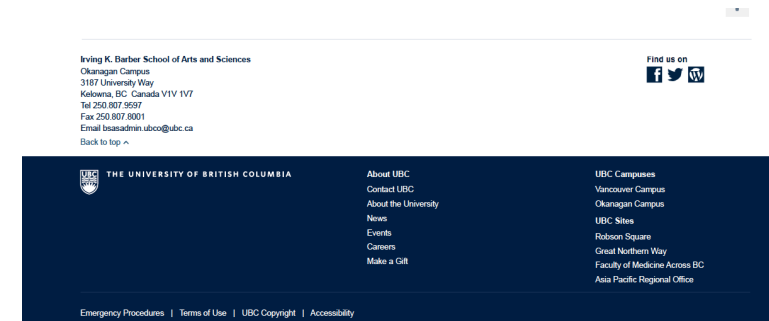 Irving K. Barber School of Arts and Sciences
Okanagan Campus
3187 University Way
Kelowna, BC Canada V1V 1V7
Tel 250.807.9597
Fax 250.807.8001
Email bsasadmin.ubco@ubc.ca
Back to top
Find us on
UBC
THE UNIVERSITY OF BRITISH COLUMBIA
About UBC
Contact UBC
About the University
News
Events
Careers
Make a Gift
UBC Campuses
Vancouver Campus
Okanagan Campus
UBC Sites
Robson Square
Great Northern Way
Faculty of Medicine Across BC
Asia Pacific Regional Office
Emergency Procedures | Terms of Use | UBC Copyright | Accessibility